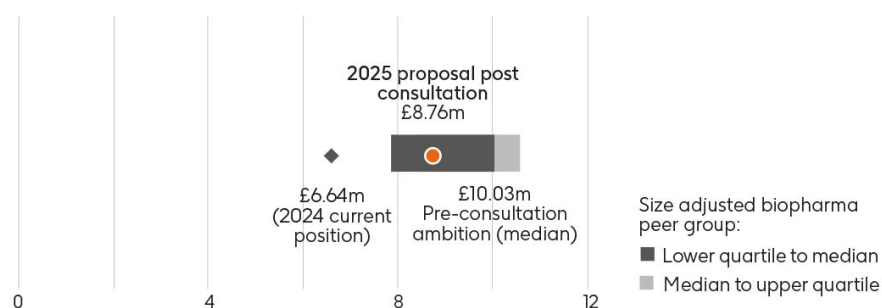 2025 proposal post
consultation
£8.76m
£6.64m
(2024 current
position)
£10.03m
Pre-consultation
ambition (median)
Size adjusted biopharma
peer group:
Lower quartile to median
Median to upper quartile
0 4 8 12